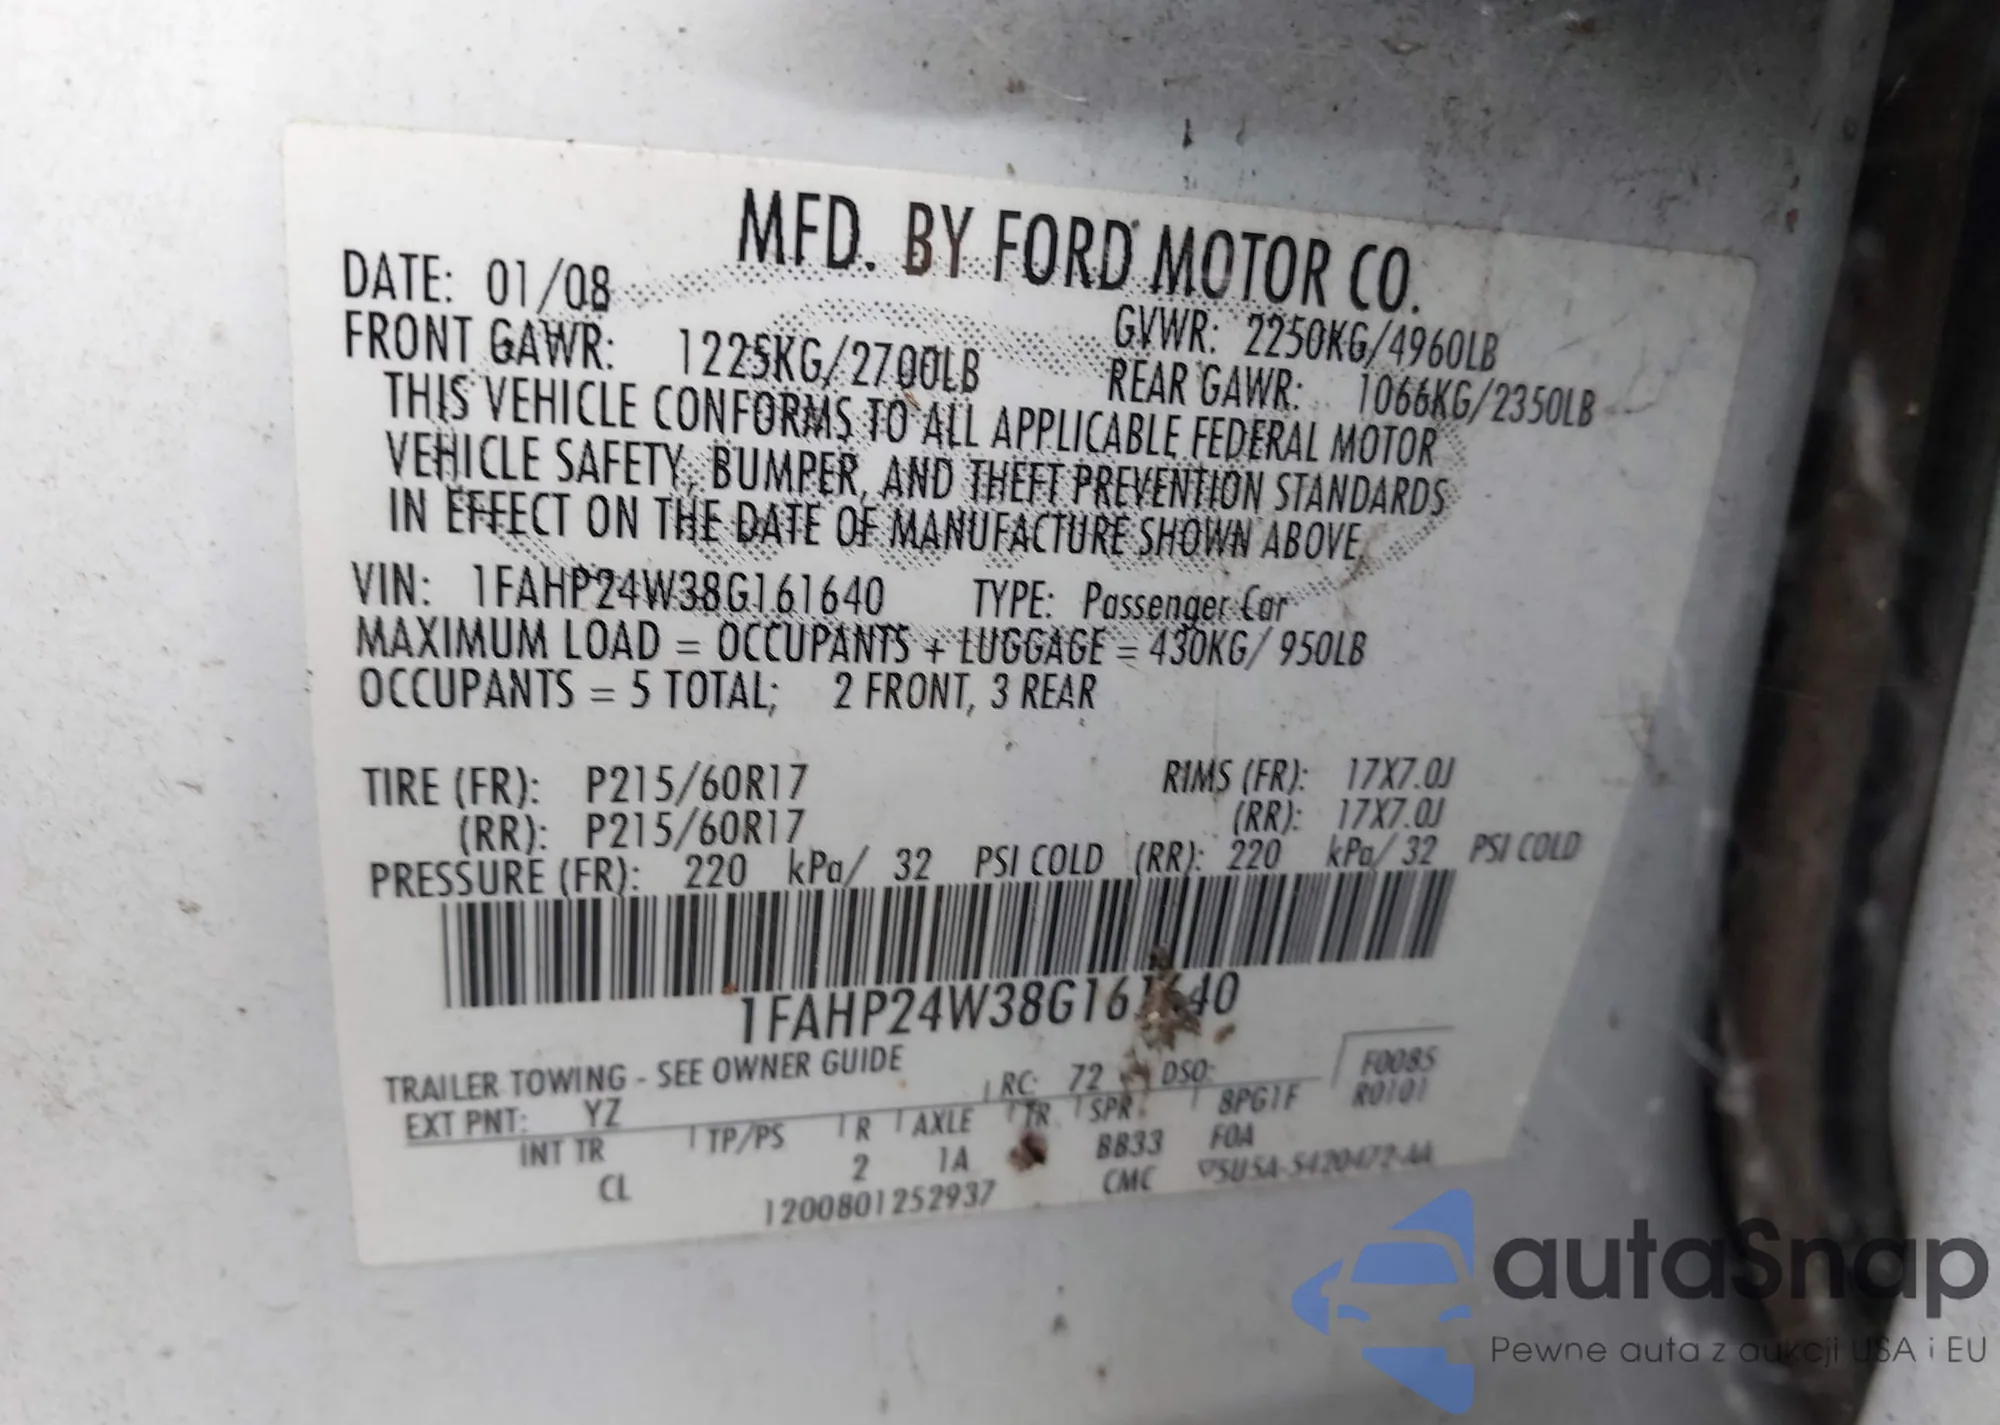 MFD. BY FORD MOTOR CO.
DATE: 01/08 GVWR: 2250KG/4960LB
FRONT GAWR: 1225KG/2700LB REAR GAWR: 1066KG/2350LB
THIS VEHICLE CONFORMS TO ALL APPLICABLE FEDERAL MOTOR
VEHICLE SAFETY, BUMPER, AND THEFT PREVENTION STANDARDS
IN EFFECT ON THE DATE OF MANUFACTURE SHOWN ABOVE.
VIN: 1FAHP24W38G161640 TYPE: Passenger Car
MAXIMUM LOAD = OCCUPANTS + LUGGAGE = 430KG/ 950LB
OCCUPANTS = 5 TOTAL; 2 FRONT, 3 REAR
TIRE (FR): P215/60R17 RIMS (FR): 17X7.0J
(RR): P215/60R17 (RR): 17X7.0J
PRESSURE (FR): 220 kPa/ 32 PSI COLD (RR): 220 kPa/ 32 PSI COLD
1FAHP24W38G161640
TRAILER TOWING - SEE OWNER GUIDE
EXT PNT: YZ RC: 72 DSO: F0085
INT TR TP/PS R AXLE TR SPR 8PG1F R0101
CL 2 1A BB33 F0A
1200801252937 CMC
autaSnap
Pewne auta z aukcji USA i EU